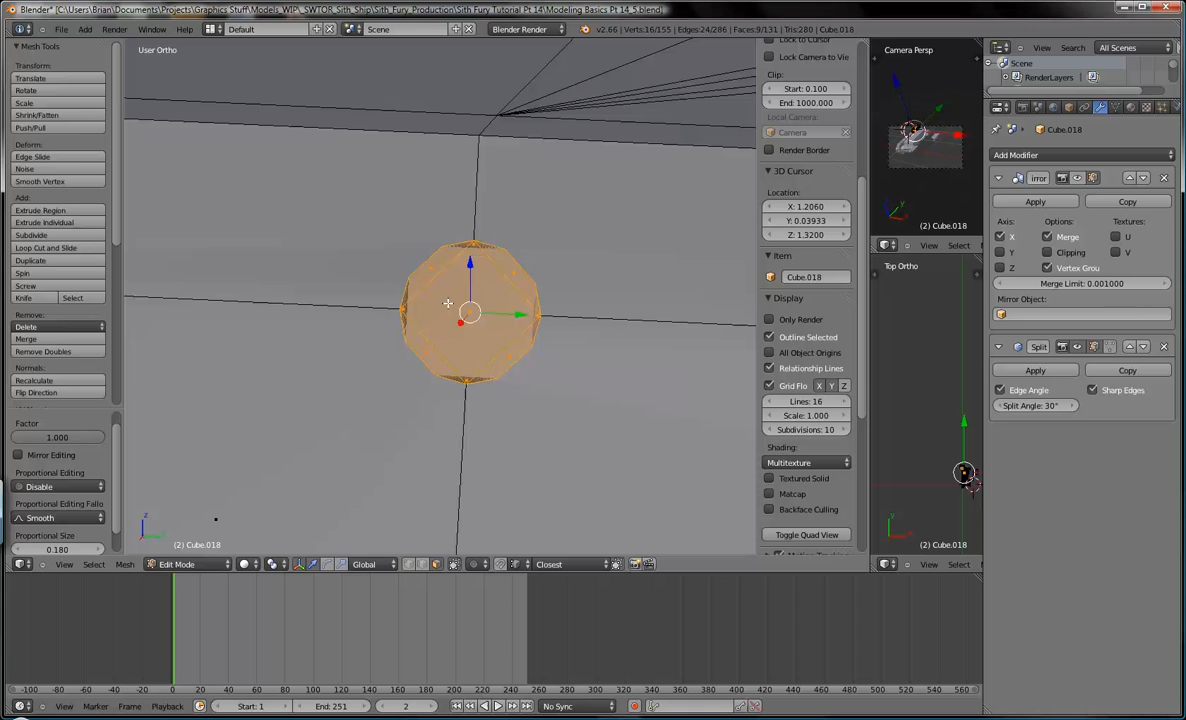 Blender* [C:\Users\Brian\Documents\Projects\Graphics Stuff\Models_WIP_SWTOR_Sith_Ship\Sith_Fury_Production\Sith Fury Tutorial Pt 14\Modeling Basics Pt 14_5.blend]
File Add Render Window Help Default Scene Blender Render v2.66 | Verts:16/155 | Edges:24/286 | Faces:9/131 | Tris:280 | Cube.018
Mesh Tools
Transform:
Translate
Rotate
Scale
Shrink/Fatten
Push/Pull
Deform:
Edge Slide
Noise
Smooth Vertex
Add:
Extrude Region
Extrude Individual
Subdivide
Loop Cut and Slide
Duplicate
Spin
Screw
Knife Select
Remove:
Delete
Merge
Remove Doubles
Normals:
Recalculate
Flip Direction
Factor
1.000
Mirror Editing
Proportional Editing
Disable
Proportional Editing Fallo
Smooth
Proportional Size
0.180
User Ortho
(2) Cube.018
View Select Mesh Edit Mode Global Closest
Lock to Cursor
Lock Camera to Vie
Clip:
Start: 0.100
End: 1000.000
Local Camera:
Camera
Render Border
3D Cursor
Location:
X: 1.2060
Y: 0.03933
Z: 1.3200
Item
Cube.018
Display
Only Render
Outline Selected
All Object Origins
Relationship Lines
Grid Flo X Y Z
Lines: 16
Scale: 1.000
Subdivisions: 10
Shading:
Multitexture
Textured Solid
Matcap
Backface Culling
Toggle Quad View
Camera Persp
(2) Cube.018
View Select
Top Ortho
(2) Cube.018
View Select
View Search All Scenes
Scene
RenderLayers
Cube.018
Add Modifier
irror
Apply Copy
Axis: Options: Textures:
X Merge U
Y Clipping V
Z Vertex Grou
Merge Limit: 0.001000
Mirror Object:
Split
Apply Copy
Edge Angle Sharp Edges
Split Angle: 30°
-100 -80 -60 -40 -20 0 20 40 60 80 100 120 140 160 180 200 220 240 260 280 300 320 340 360 380 400 420 440 460 480 500 520 540 560
View Marker Frame Playback Start: 1 End: 251 2 No Sync